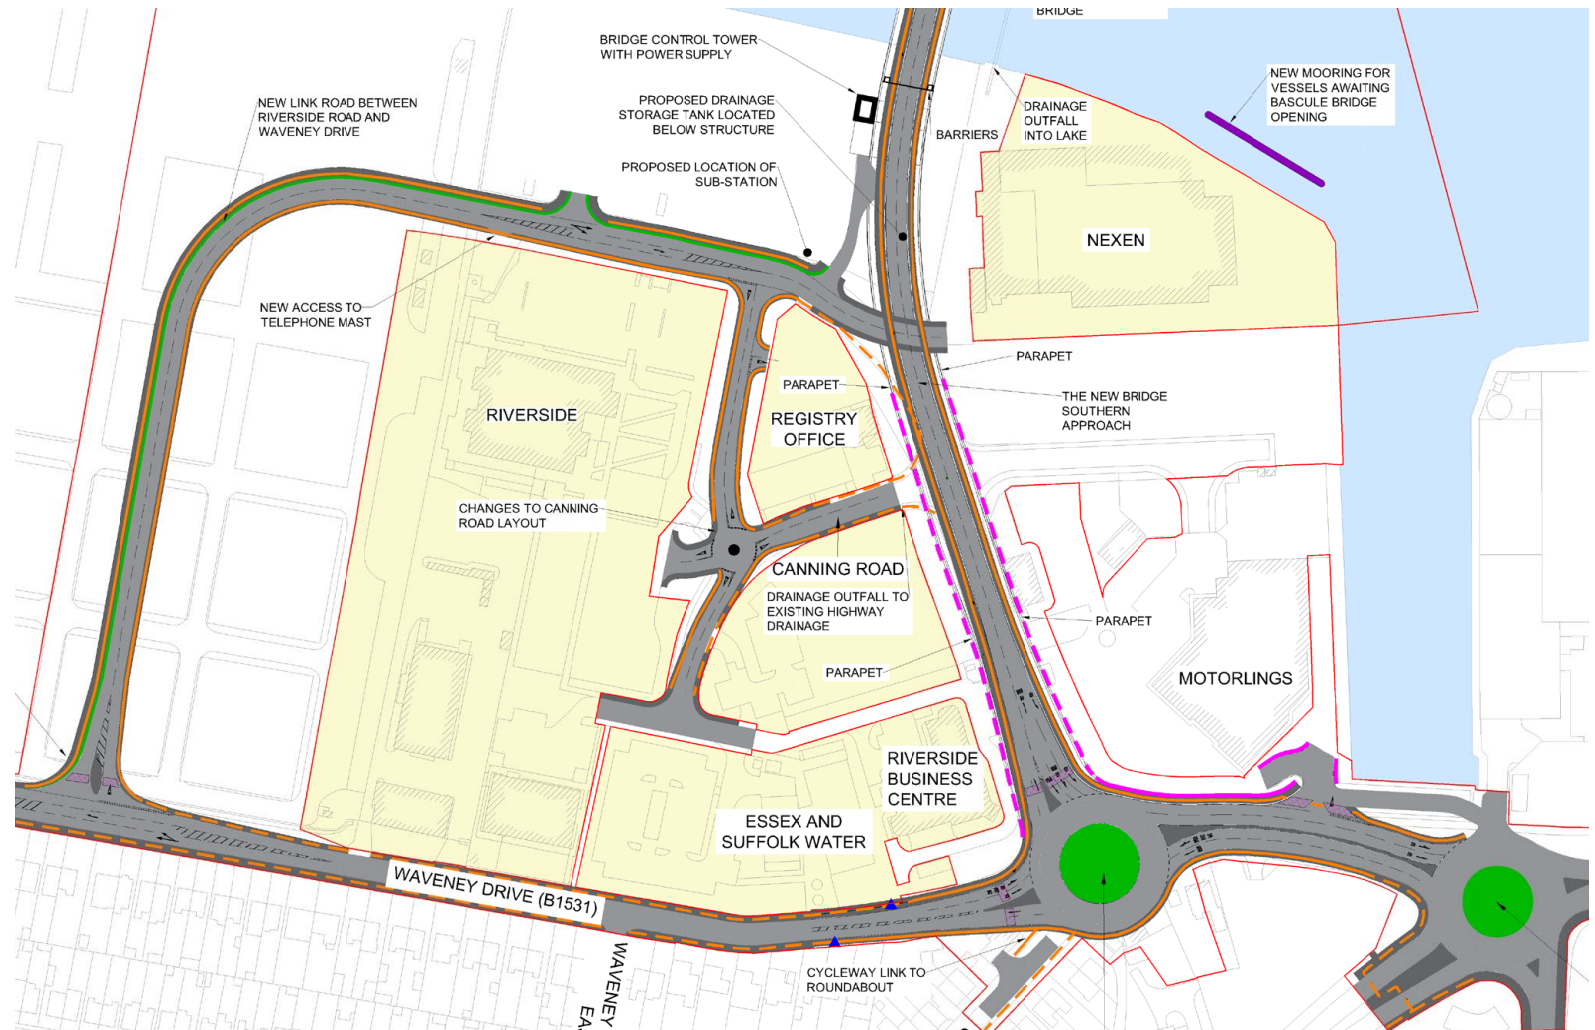 BRIDGE
BRIDGE CONTROL TOWER
WITH POWER SUPPLY
NEW MOORING FOR
VESSELS AWAITING
BASCULE BRIDGE
OPENING
NEW LINK ROAD BETWEEN
RIVERSIDE ROAD AND
WAVENEY DRIVE
PROPOSED DRAINAGE
STORAGE TANK LOCATED
BELOW STRUCTURE
DRAINAGE
OUTFALL
INTO LAKE
BARRIERS
PROPOSED LOCATION OF
SUB-STATION
NEXEN
NEW ACCESS TO
TELEPHONE MAST
PARAPET
PARAPET
THE NEW BRIDGE
SOUTHERN
APPROACH
RIVERSIDE
REGISTRY
OFFICE
CHANGES TO CANNING
ROAD LAYOUT
CANNING ROAD
DRAINAGE OUTFALL TO
EXISTING HIGHWAY
DRAINAGE
PARAPET
PARAPET
MOTORLINGS
RIVERSIDE
BUSINESS
CENTRE
ESSEX AND
SUFFOLK WATER
WAVENEY DRIVE (B1531)
WAVENEY
EA
CYCLEWAY LINK TO
ROUNDABOUT